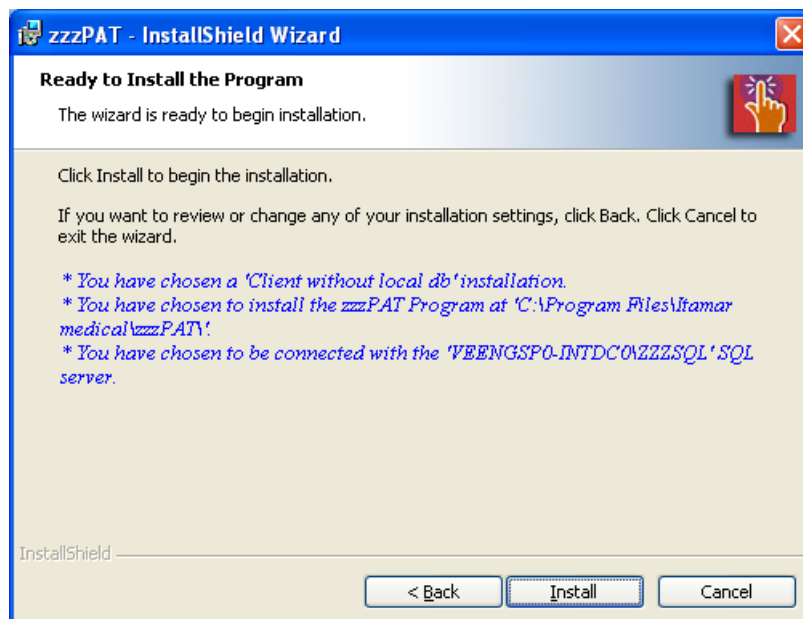 zzzPAT - InstallShield Wizard
Ready to Install the Program
The wizard is ready to begin installation.
Click Install to begin the installation.
If you want to review or change any of your installation settings, click Back. Click Cancel to
exit the wizard.
* You have chosen a 'Client without local db' installation.
* You have chosen to install the zzzPAT Program at 'C:\Program Files\Itamar
medical\zzzPAT\'.
* You have chosen to be connected with the 'VEENGSP0-INTDC0\ZZZSQL' SQL
server.
InstallShield
< Back
Install
Cancel